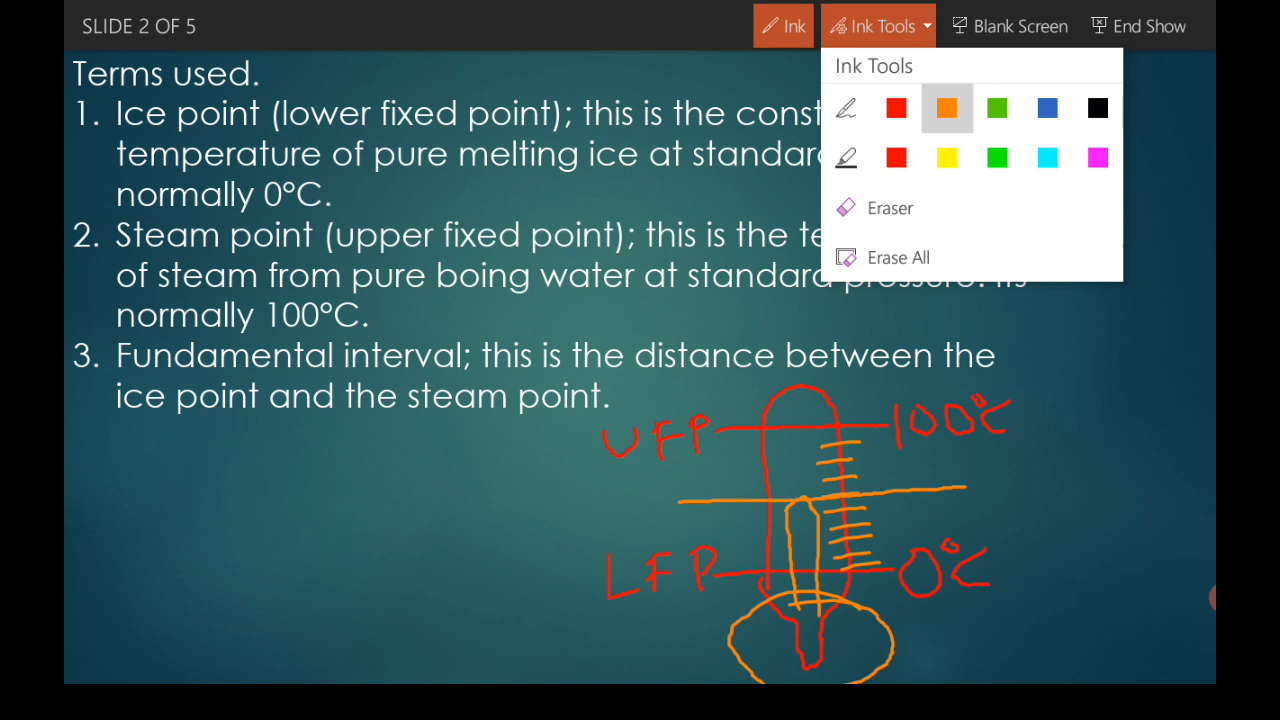 SLIDE 2 OF 5
Ink
Ink Tools
Blank Screen
End Show
Ink Tools
Eraser
Erase All
Terms used.
1. Ice point (lower fixed point); this is the const
temperature of pure melting ice at standard
normally 0°C.
2. Steam point (upper fixed point); this is the te
of steam from pure boing water at standard pressure. Its
normally 100°C.
3. Fundamental interval; this is the distance between the
ice point and the steam point.
UFP
100°C
LFP
0°C